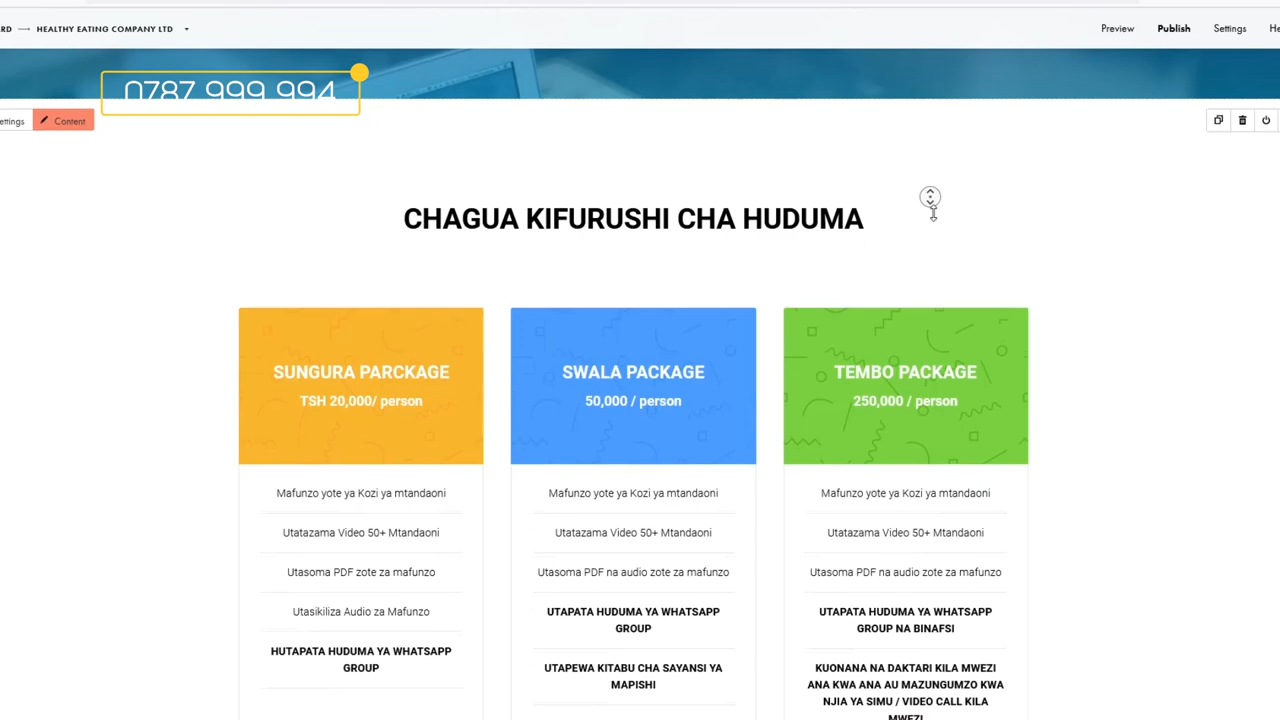 RD → HEALTHY EATING COMPANY LTD
Preview
Publish
Settings
He
0787 999 994
ettings
Content
CHAGUA KIFURUSHI CHA HUDUMA
SUNGURA PARCKAGE
TSH 20,000/ person
Mafunzo yote ya Kozi ya mtandaoni
Utatazama Video 50+ Mtandaoni
Utasoma PDF zote za mafunzo
Utasikiliza Audio za Mafunzo
HUTAPATA HUDUMA YA WHATSAPP
GROUP
SWALA PACKAGE
50,000 / person
Mafunzo yote ya Kozi ya mtandaoni
Utatazama Video 50+ Mtandaoni
Utasoma PDF na audio zote za mafunzo
UTAPATA HUDUMA YA WHATSAPP
GROUP
UTAPEWA KITABU CHA SAYANSI YA
MAPISHI
TEMBO PACKAGE
250,000 / person
Mafunzo yote ya Kozi ya mtandaoni
Utatazama Video 50+ Mtandaoni
Utasoma PDF na audio zote za mafunzo
UTAPATA HUDUMA YA WHATSAPP
GROUP NA BINAFSI
KUONANA NA DAKTARI KILA MWEZI
ANA KWA ANA AU MAZUNGUMZO KWA
NJIA YA SIMU / VIDEO CALL KILA
MWEZI